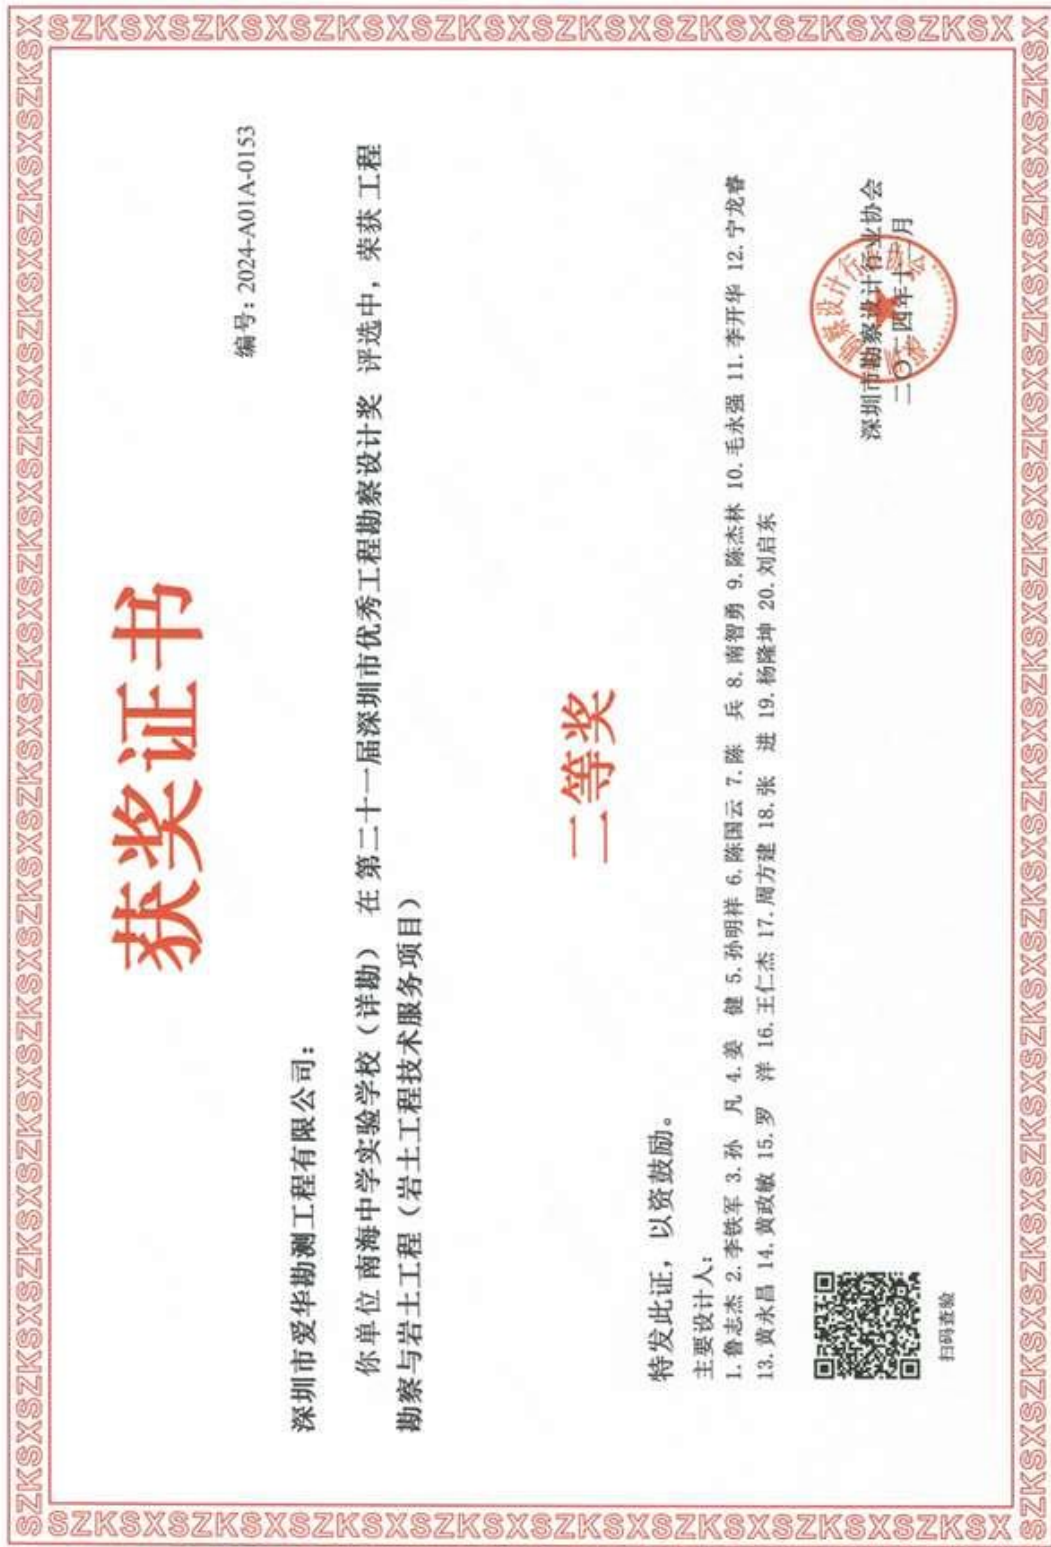 获奖证书
编号：2024-A01A-0153
深圳市爱华勘测工程有限公司：
你单位 南海中学实验学校（详勘） 在 第二十一届深圳市优秀工程勘察设计奖 评选中，荣获 工程
勘察与岩土工程（岩土工程技术服务项目）
二等奖
特发此证，以资鼓励。
主要设计人：
1. 鲁志杰 2. 李铁军 3. 孙 凡 4. 姜 健 5. 孙明祥 6. 陈国云 7. 陈 兵 8. 南智勇 9. 陈杰林 10. 毛永强 11. 李开华 12. 宁龙睿
13. 黄永昌 14. 黄政敏 15. 罗 洋 16. 王仁杰 17. 周方建 18. 张 进 19. 杨隆坤 20. 刘启东
扫码查验
深圳市勘察设计行业协会
二〇二四年十一月